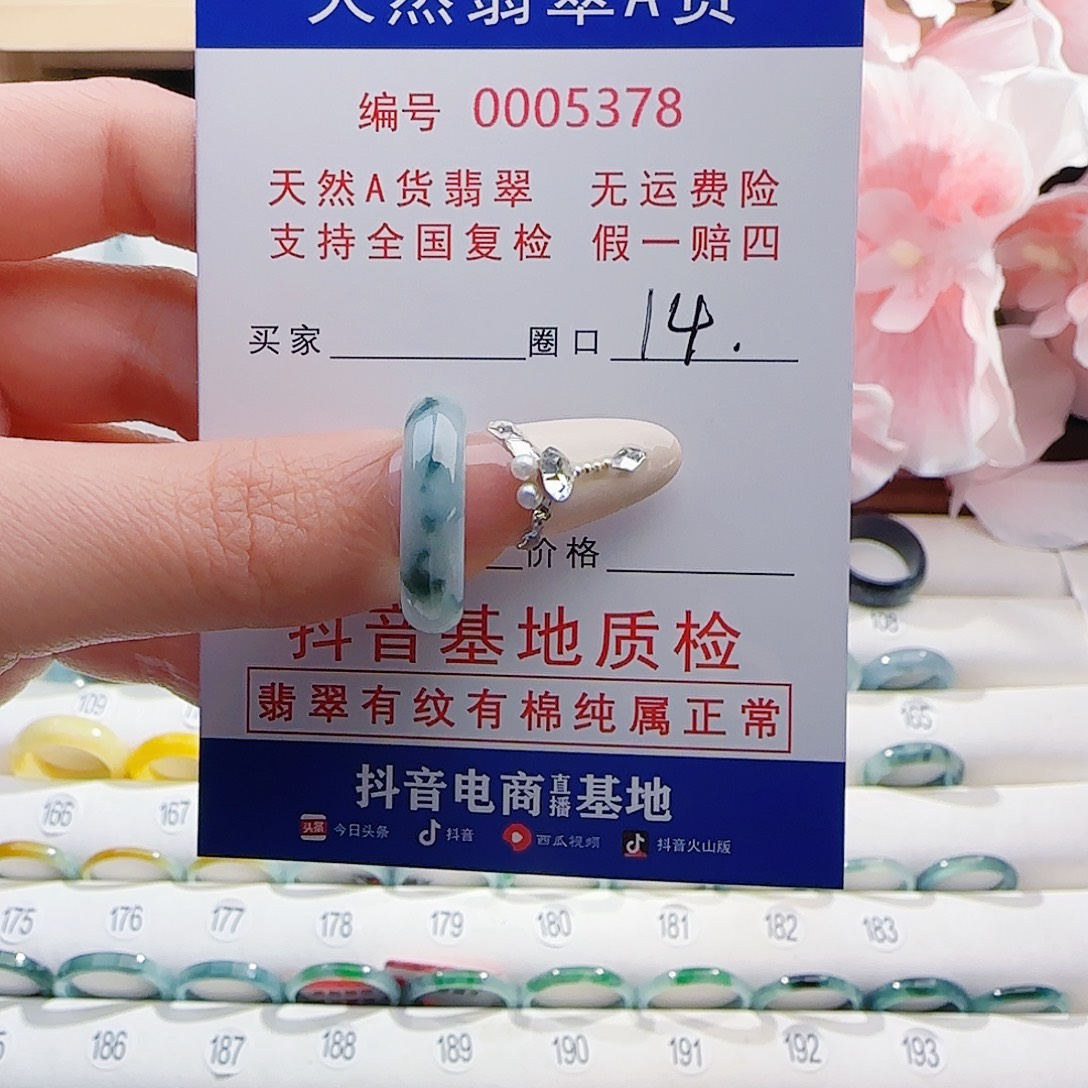 天然翡翠A货
编号 0005378
天然A货翡翠 无运费险
支持全国复检 假一赔四
买家 圈口 14.
价格
抖音基地质检
翡翠有纹有棉纯属正常
抖音电商直播基地
头条 今日头条 抖音 西瓜视频 抖音火山版
108
109
165
166 167
175 176 177 178 179 180 181 182 183
186 187 188 189 190 191 192 193